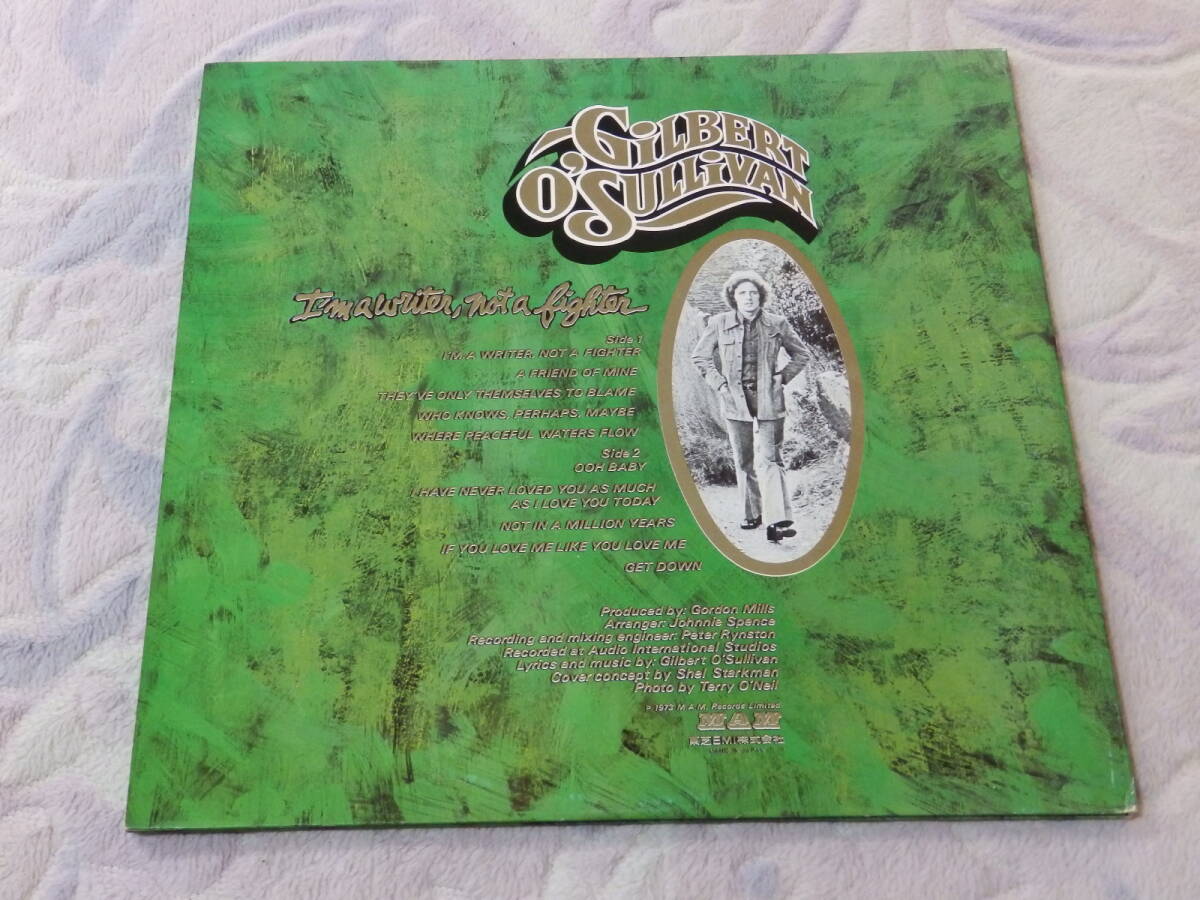 GiLBERT
O'SULLiVAN
I'm a writer, not a fighter
Side 1
I'M A WRITER, NOT A FIGHTER
A FRIEND OF MINE
THEY'VE ONLY THEMSELVES TO BLAME
WHO KNOWS, PERHAPS, MAYBE
WHERE PEACEFUL WATERS FLOW
Side 2
OOH BABY
I HAVE NEVER LOVED YOU AS MUCH
AS I LOVE YOU TODAY
NOT IN A MILLION YEARS
IF YOU LOVE ME LIKE YOU LOVE ME
GET DOWN
Produced by: Gordon Mills
Arranger: Johnnie Spence
Recording and mixing engineer: Peter Rynston
Recorded at Audio International Studios
Lyrics and music by: Gilbert O'Sullivan
Cover concept by Shel Starkman
Photo by Terry O'Neil
℗ 1973 M.A.M. Records Limited
MAM
東芝EMI株式会社
MADE IN JAPAN